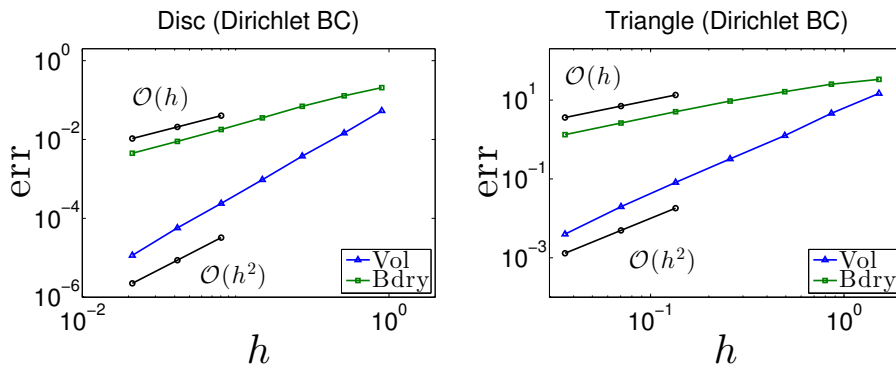 Disc (Dirichlet BC)
10^0
10^{-2}
10^{-4}
10^{-6}
err
O(h)
O(h^2)
Vol
Bdry
10^{-2}
10^0
h
Triangle (Dirichlet BC)
10^1
10^{-1}
10^{-3}
err
O(h)
O(h^2)
Vol
Bdry
10^{-1}
10^0
h